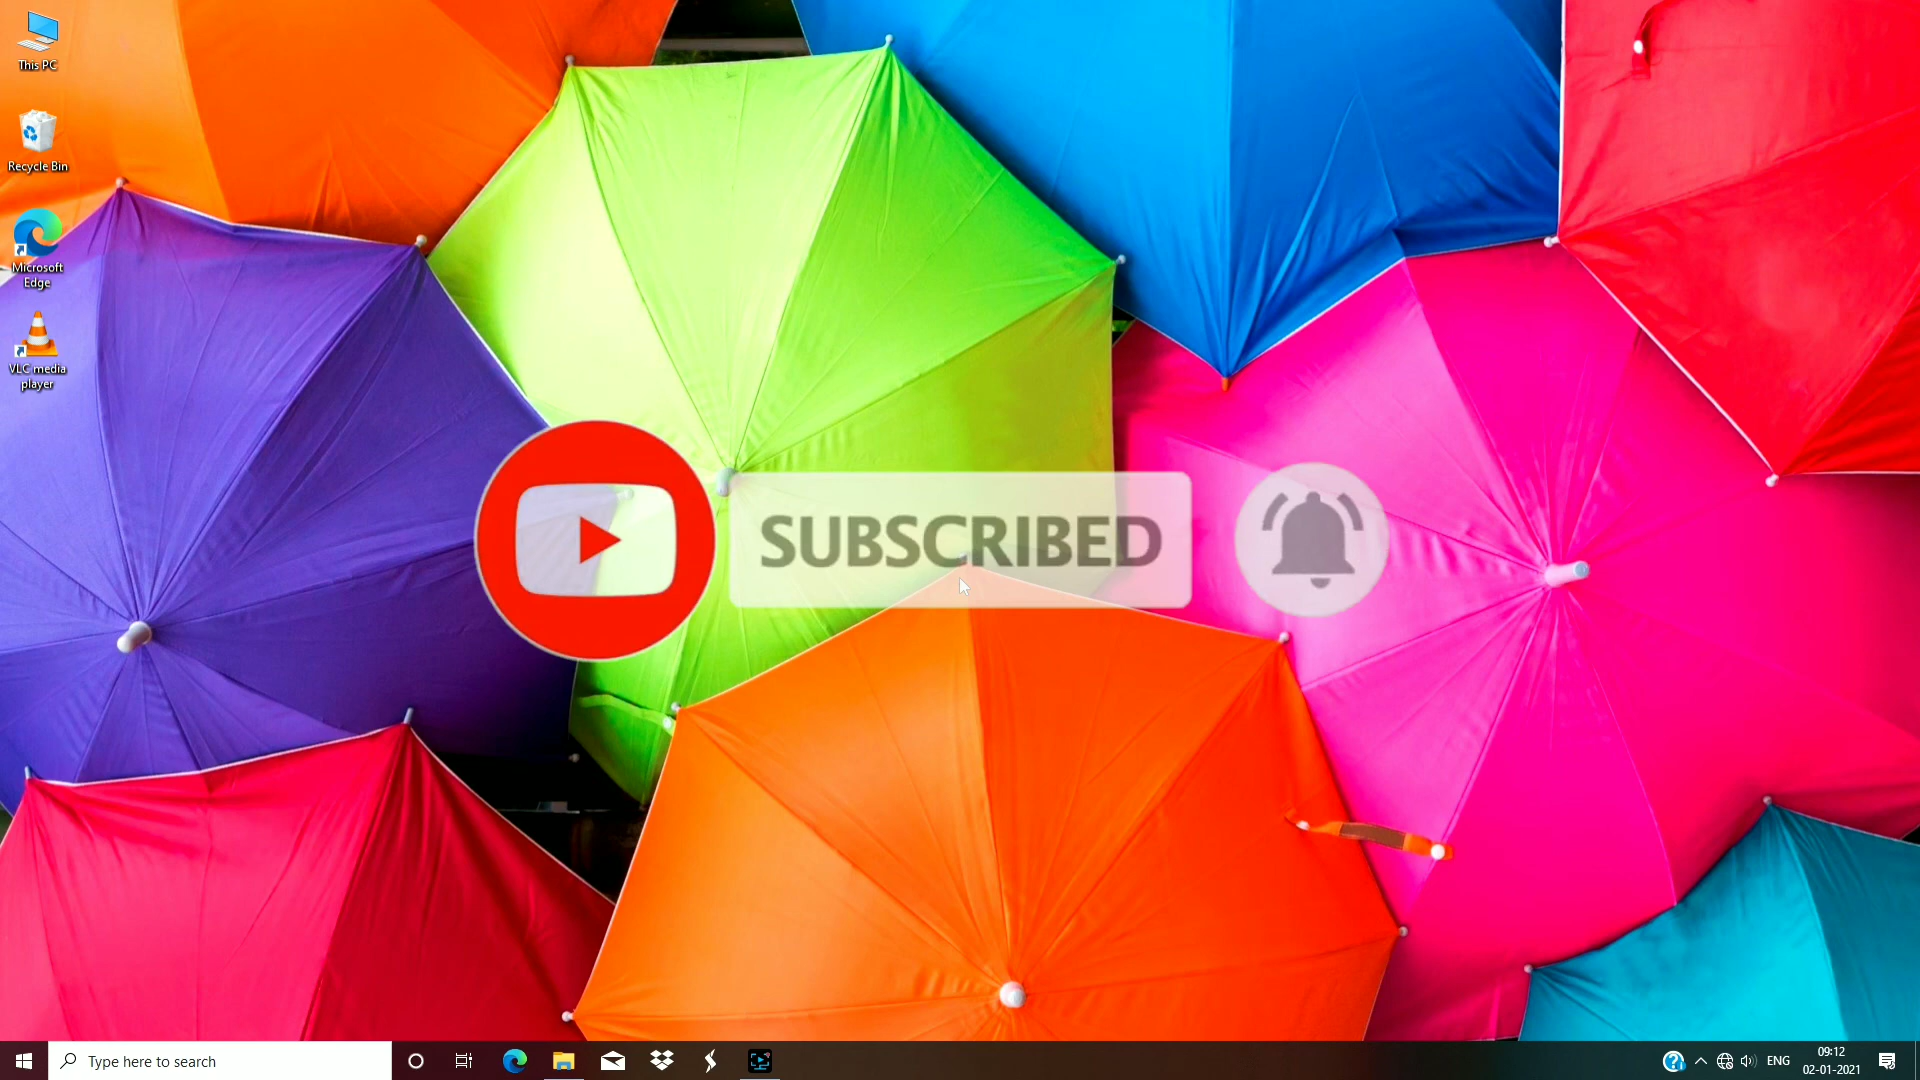 This PC
Recycle Bin
Microsoft
Edge
VLC media
player
SUBSCRIBED
Type here to search
ENG
09:12
02-01-2021